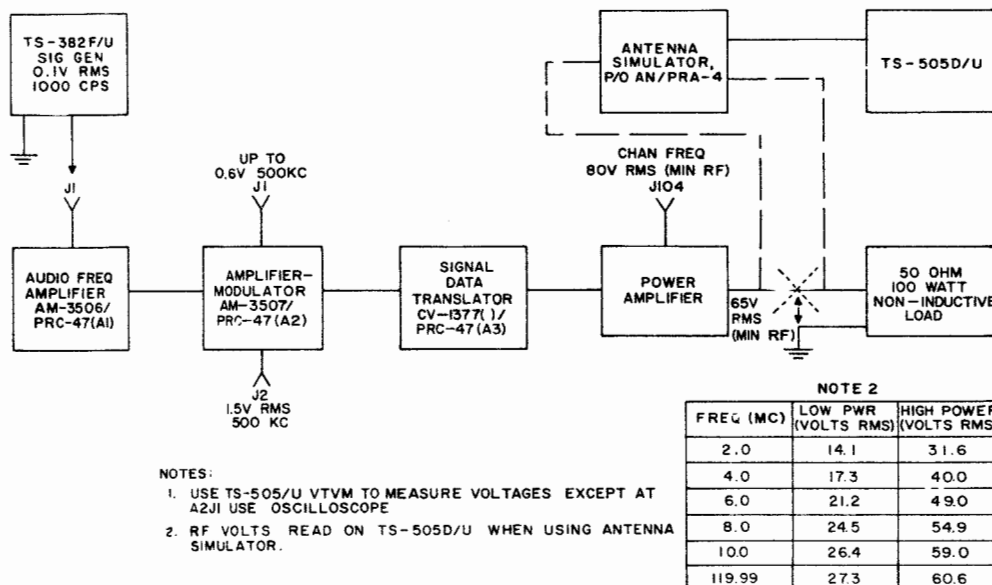 TS-382F/U
SIG GEN
0.1V RMS
1000 CPS
ANTENNA
SIMULATOR,
P/O AN/PRA-4
TS-505D/U
J1
UP TO
0.6V 500KC
J1
CHAN FREQ
80V RMS (MIN RF)
J104
AUDIO FREQ
AMPLIFIER
AM-3506/
PRC-47(A1)
AMPLIFIER-
MODULATOR
AM-3507/
PRC-47(A2)
SIGNAL
DATA
TRANSLATOR
CV-1377( )/
PRC-47(A3)
POWER
AMPLIFIER
65V
RMS
(MIN RF)
50 OHM
100 WATT
NON-INDUCTIVE
LOAD
J2
1.5V RMS
500 KC
NOTE 2
FREQ (MC) LOW PWR (VOLTS RMS) HIGH POWER (VOLTS RMS)
2.0 14.1 31.6
4.0 17.3 40.0
6.0 21.2 49.0
8.0 24.5 54.9
10.0 26.4 59.0
119.99 27.3 60.6
NOTES:
1. USE TS-505/U VTVM TO MEASURE VOLTAGES EXCEPT AT
A2J1 USE OSCILLOSCOPE
2. RF VOLTS READ ON TS-505D/U WHEN USING ANTENNA
SIMULATOR.